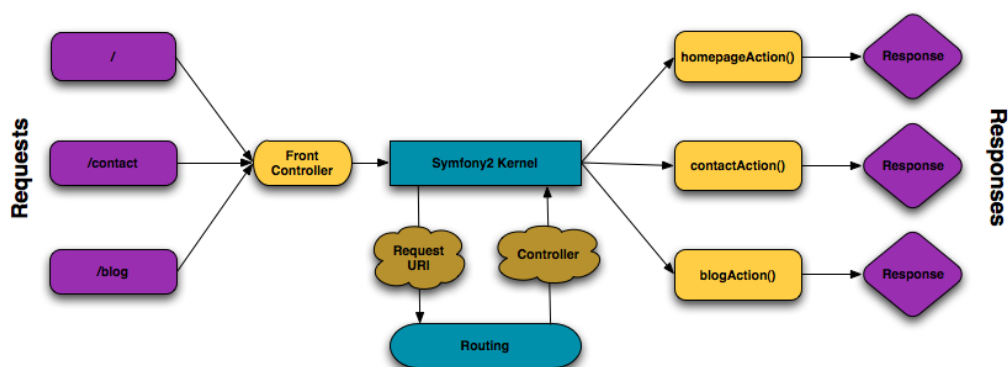 Requests
/
/contact
/blog
Front
Controller
Symfony2 Kernel
Request
URI
Controller
Routing
homepageAction()
contactAction()
blogAction()
Response
Response
Response
Responses